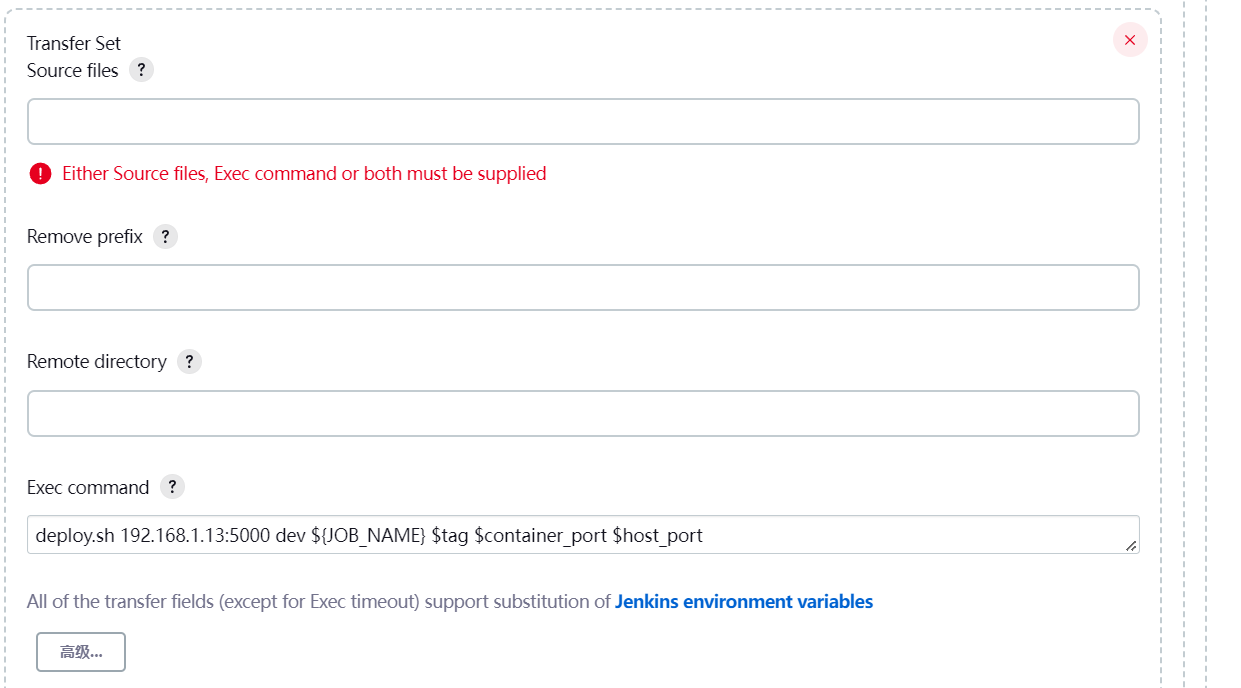 Transfer Set
Source files ?
Either Source files, Exec command or both must be supplied
Remove prefix ?
Remote directory ?
Exec command ?
deploy.sh 192.168.1.13:5000 dev ${JOB_NAME} $tag $container_port $host_port
All of the transfer fields (except for Exec timeout) support substitution of Jenkins environment variables
高级...